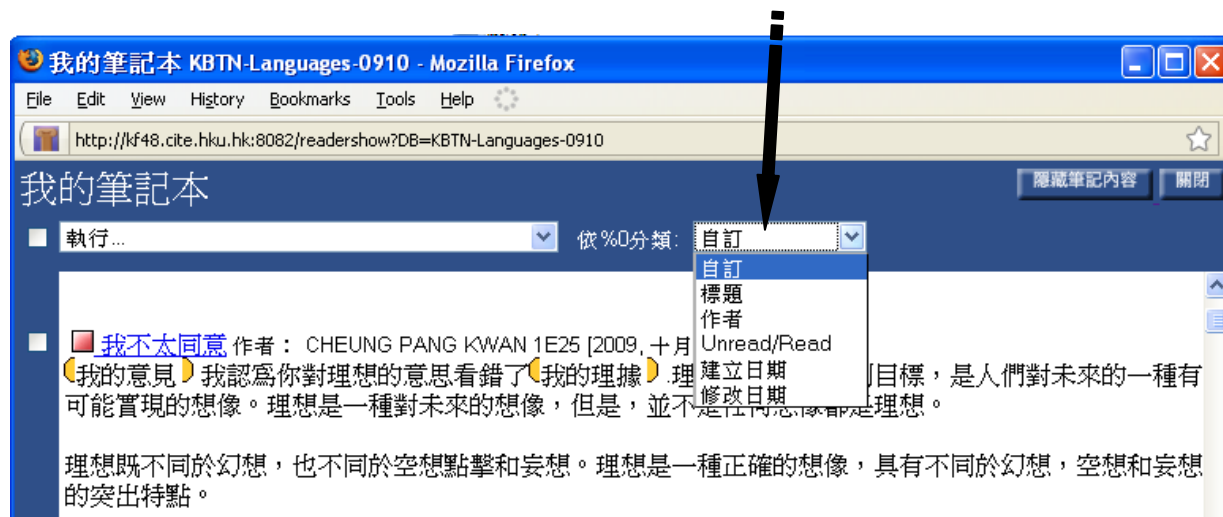 我的筆記本 KBTN-Languages-0910 - Mozilla Firefox
File Edit View History Bookmarks Tools Help
http://kf48.cite.hku.hk:8082/readershow?DB=KBTN-Languages-0910
我的筆記本 隱藏筆記內容 關閉
執行... 依%0分類: 自訂
自訂
標題
作者
Unread/Read
建立日期
修改日期
我不太同意 作者： CHEUNG PANG KWAN 1E25 [2009, 十月
我的意見 我認為你對理想的意思看錯了 我的理據 .理 目標，是人們對未來的一種有
可能實現的想像。理想是一種對未來的想像，但是，並不是任何想像都是理想。
理想既不同於幻想，也不同於空想點擊和妄想。理想是一種正確的想像，具有不同於幻想，空想和妄想
的突出特點。